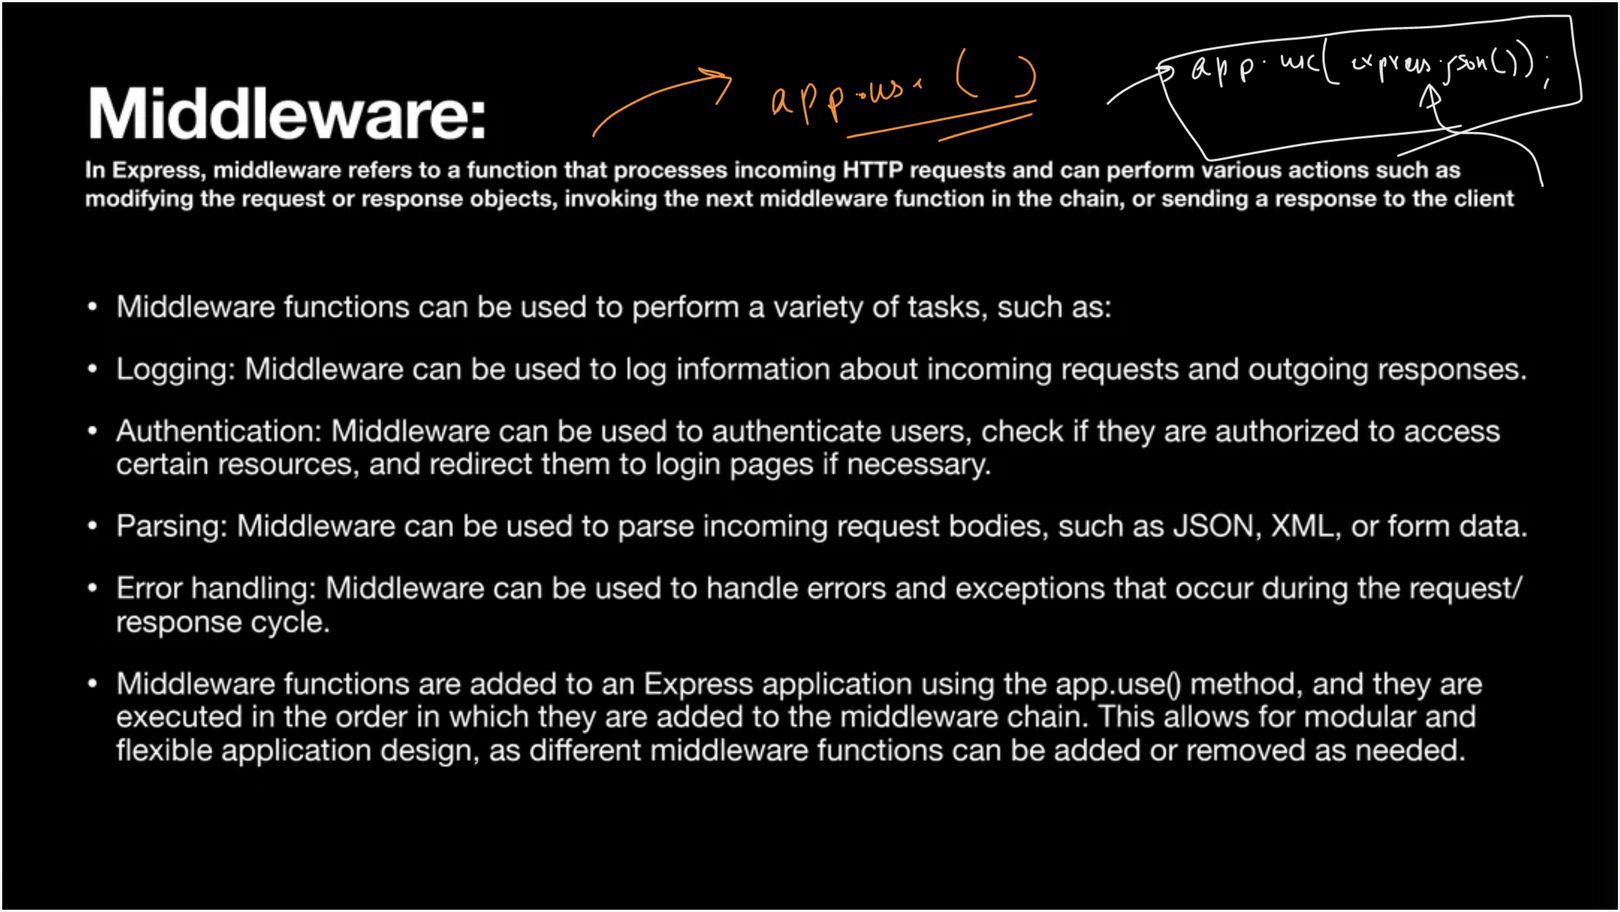 app.use ( )
app.use( express.json());
Middleware:
In Express, middleware refers to a function that processes incoming HTTP requests and can perform various actions such as
modifying the request or response objects, invoking the next middleware function in the chain, or sending a response to the client
• Middleware functions can be used to perform a variety of tasks, such as:
• Logging: Middleware can be used to log information about incoming requests and outgoing responses.
• Authentication: Middleware can be used to authenticate users, check if they are authorized to access
certain resources, and redirect them to login pages if necessary.
• Parsing: Middleware can be used to parse incoming request bodies, such as JSON, XML, or form data.
• Error handling: Middleware can be used to handle errors and exceptions that occur during the request/
response cycle.
• Middleware functions are added to an Express application using the app.use() method, and they are
executed in the order in which they are added to the middleware chain. This allows for modular and
flexible application design, as different middleware functions can be added or removed as needed.